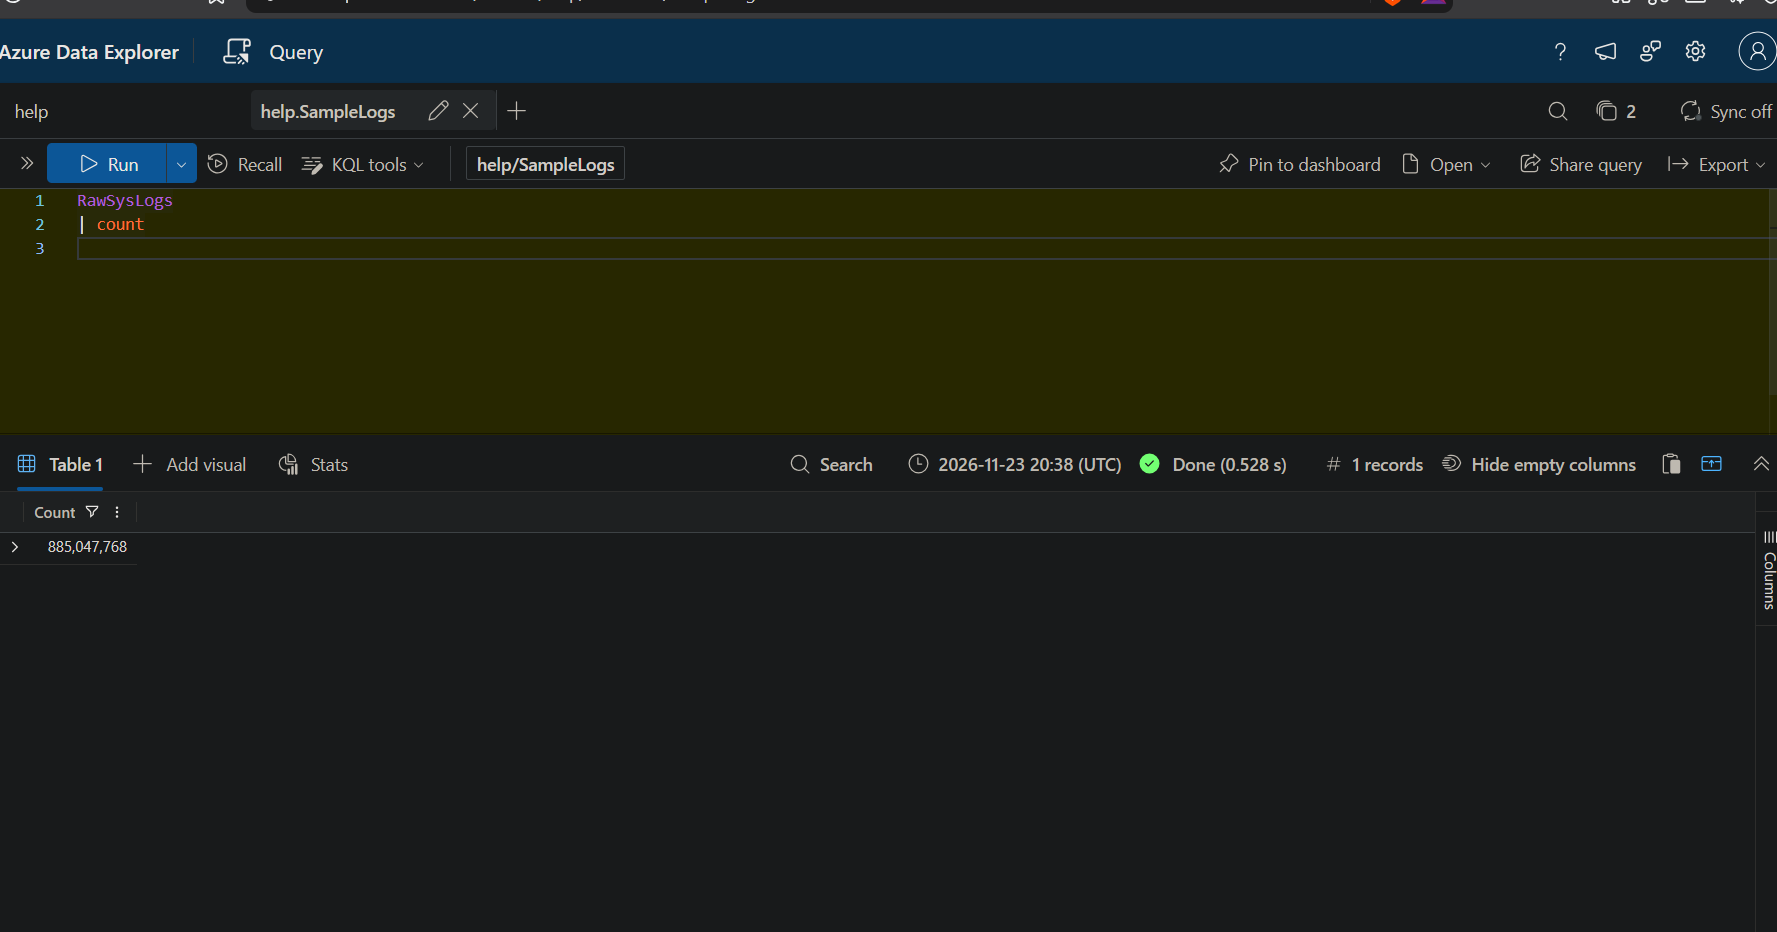 Azure Data Explorer Query
help help.SampleLogs 2 Sync off
Run Recall KQL tools help/SampleLogs Pin to dashboard Open Share query Export
1 RawSysLogs
2 | count
3
Table 1 Add visual Stats Search 2026-11-23 20:38 (UTC) Done (0.528 s) # 1 records Hide empty columns
Count
885,047,768
Columns